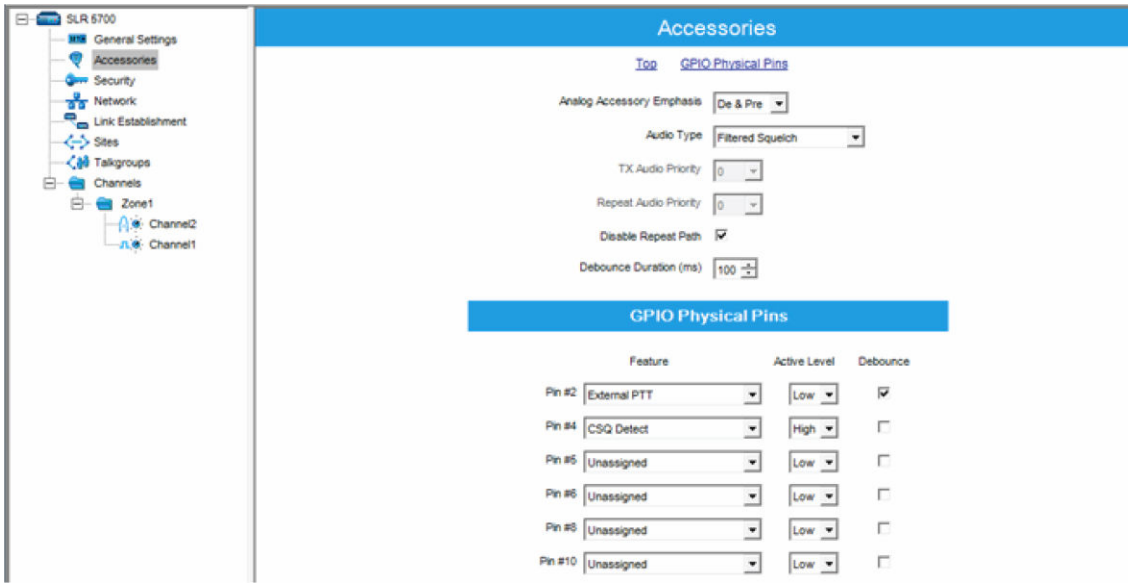 SLR 5700
General Settings
Accessories
Security
Network
Link Establishment
Sites
Talkgroups
Channels
Zone1
Channel2
Channel1
Accessories
Top GPIO Physical Pins
Analog Accessory Emphasis De & Pre
Audio Type Filtered Squelch
TX Audio Priority 0
Repeat Audio Priority 0
Disable Repeat Path
Debounce Duration (ms) 100
GPIO Physical Pins
Feature Active Level Debounce
Pin #2 External PTT Low
Pin #4 CSQ Detect High
Pin #5 Unassigned Low
Pin #6 Unassigned Low
Pin #8 Unassigned Low
Pin #10 Unassigned Low